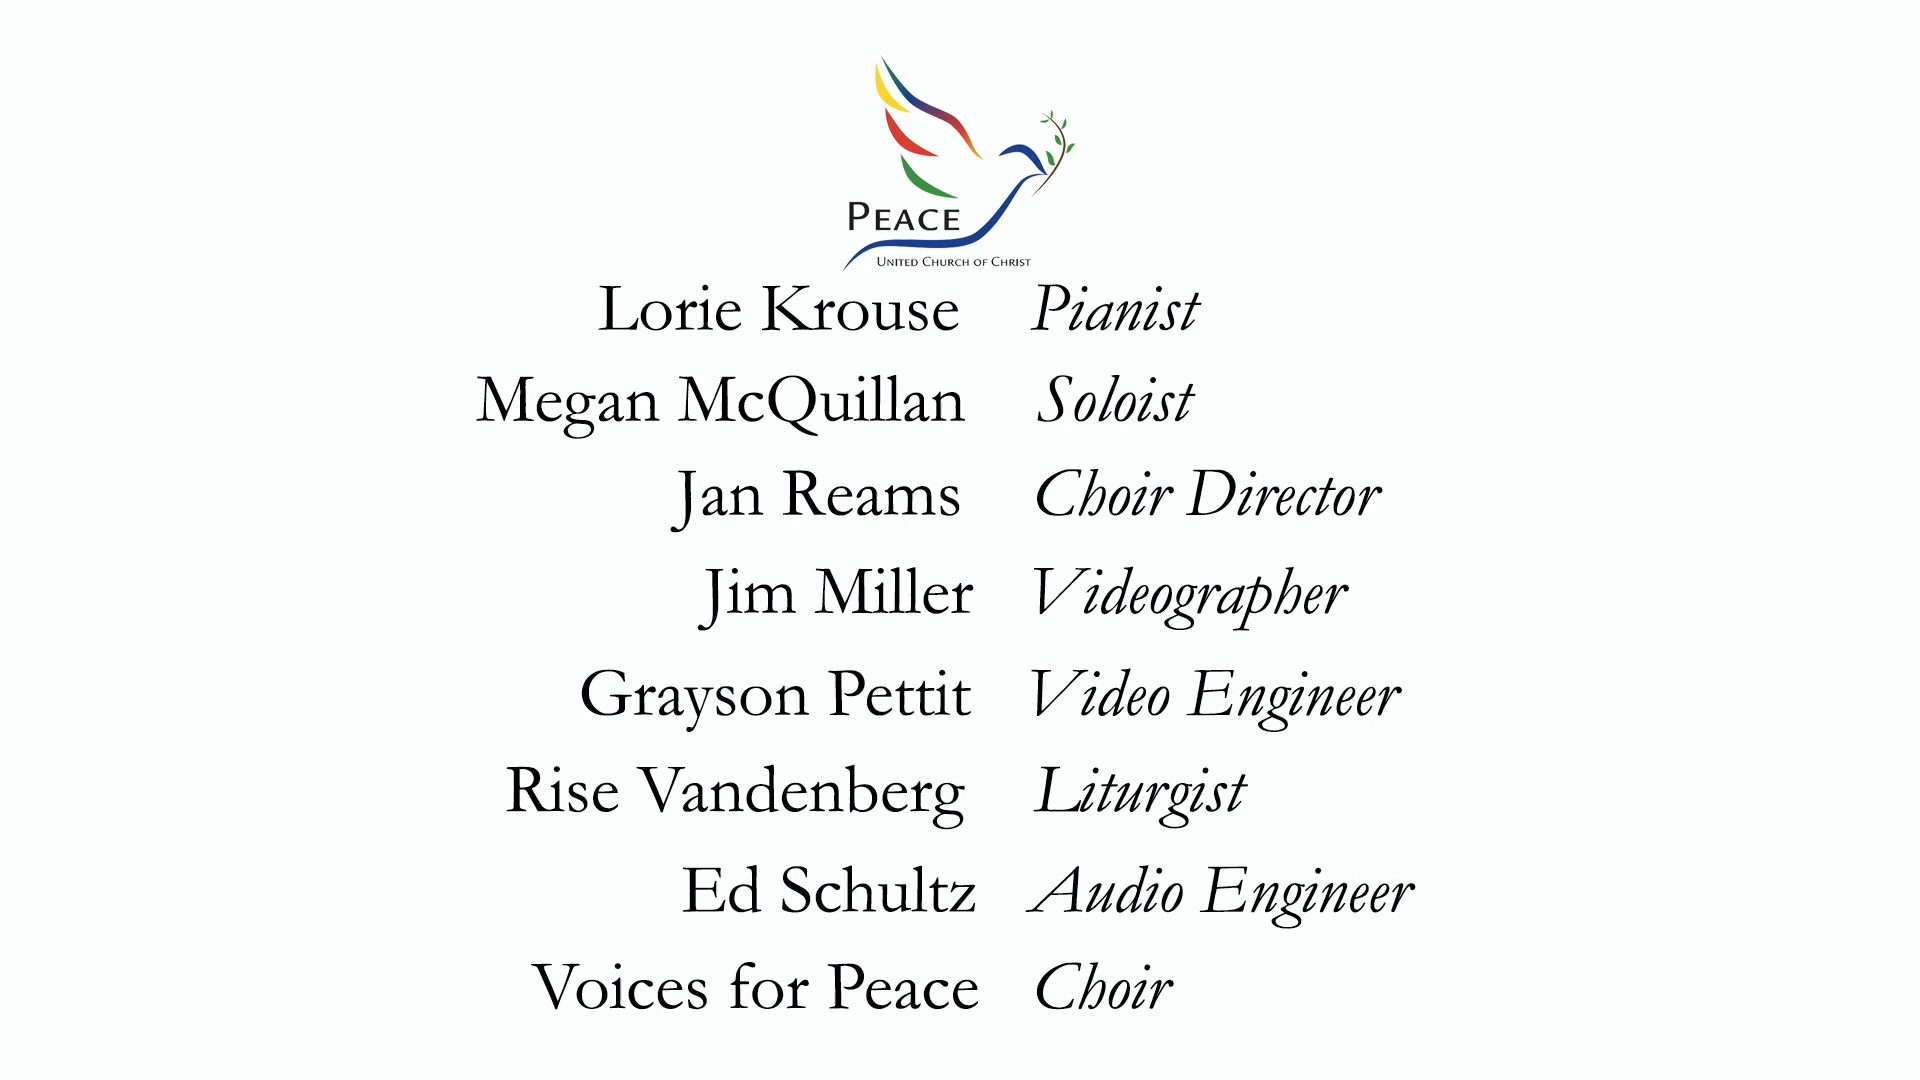 PEACE
UNITED CHURCH OF CHRIST
Lorie Krouse Pianist
Megan McQuillan Soloist
Jan Reams Choir Director
Jim Miller Videographer
Grayson Pettit Video Engineer
Rise Vandenberg Liturgist
Ed Schultz Audio Engineer
Voices for Peace Choir